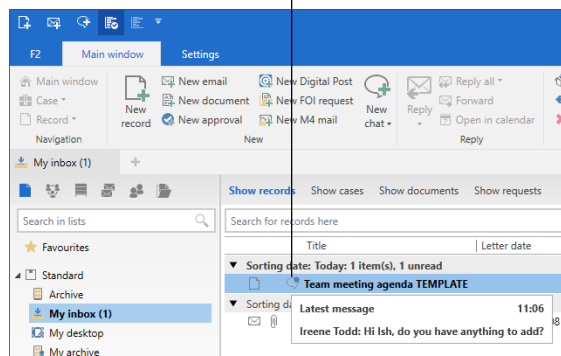 F2 Main window Settings
Main window New email New Digital Post Reply all
Case New document New FOI request Forward
Record New record New approval New M4 mail New chat Reply Open in calendar
Navigation New Reply
My inbox (1) +
Show records Show cases Show documents Show requests
Search in lists Search for records here
Favourites Title Letter date
Sorting date: Today: 1 item(s), 1 unread
Standard Team meeting agenda TEMPLATE
Archive Sorting da
Latest message 11:06
My inbox (1)
Ireene Todd: Hi Ish, do you have anything to add?
My desktop
My archive